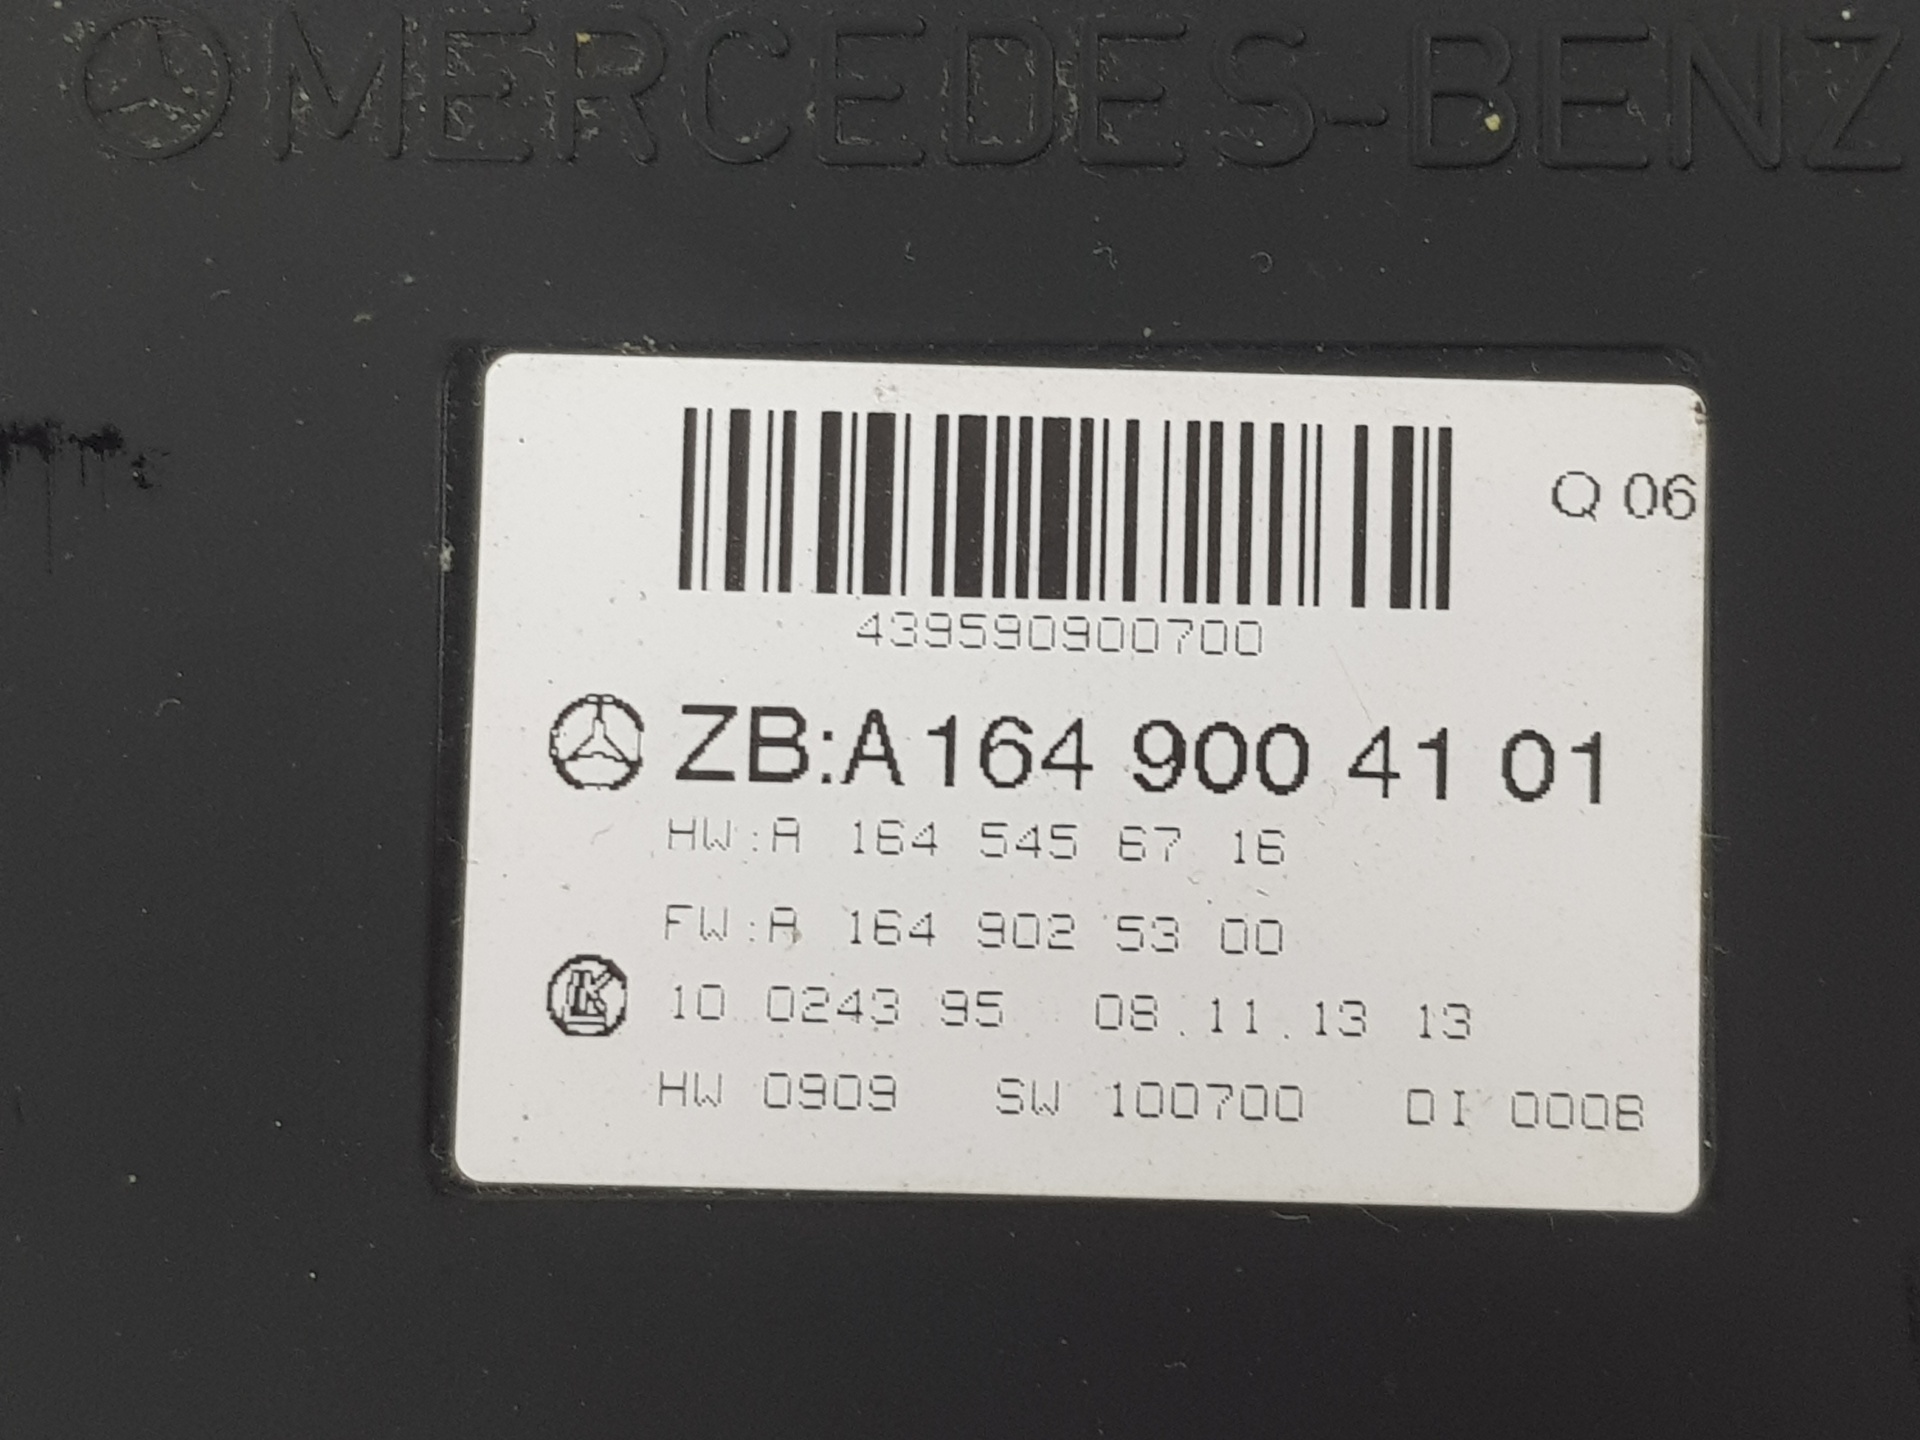 MERCEDES-BENZ
Q 06
439590900700
ZB:A 164 900 41 01
HW:A 164 545 67 16
FW:A 164 902 53 00
LK 10 0243 95 08.11.13 13
HW 0909 SW 100700 DI 0008